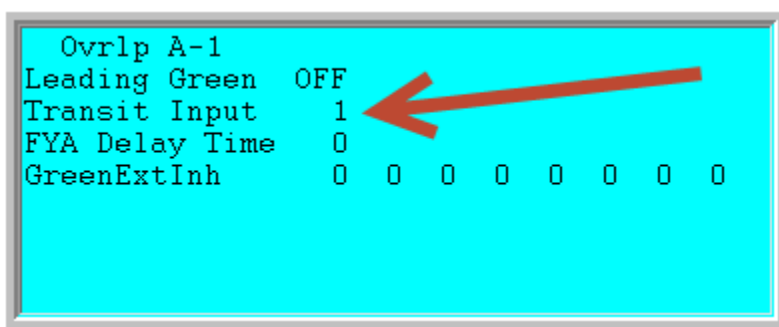 Ovrlp A-1
Leading Green OFF
Transit Input 1
FYA Delay Time 0
GreenExtInh 0 0 0 0 0 0 0 0